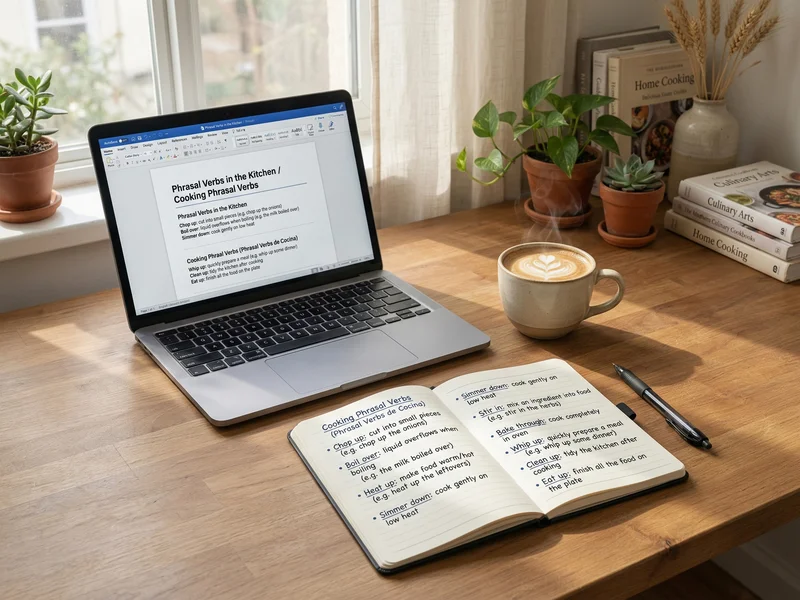 Phrasal Verbs in the Kitchen
Phrasal Verbs in the Kitchen /
Cooking Phrasal Verbs
Phrasal Verbs in the Kitchen
Chop up: cut into small pieces (e.g. chop up the onions)
Boil over: liquid overflows when boiling (e.g. the milk boiled over)
Simmer down: cook gently on low heat
Cooking Phrasal Verbs (Phrasal Verbs de Cocina)
Whip up: quickly prepare a meal (e.g. whip up some dinner)
Clean up: tidy the kitchen after cooking
Eat up: finish all the food on the plate
Cooking Phrasal Verbs
(Phrasal Verbs de Cocina)
• Chop up: cut into small pieces
(e.g. chop up the onions)
• Boil over: liquid overflows when
boiling
(e.g. the milk boiled over)
• Heat up: make food warm/hot
(e.g. heat up the leftovers)
• Simmer down: cook gently on
low heat
• Simmer down: cook gently on
low heat
• Stir in: mix an ingredient into food
(e.g. stir in the herbs)
• Bake through: cook completely
in oven
• Whip up: quickly prepare a meal
(e.g. whip up some dinner)
• Clean up: tidy the kitchen after
cooking
• Eat up: finish all the food on
the plate
Home Cooking
Culinary Arts
Culinary Arts
Home Cooking